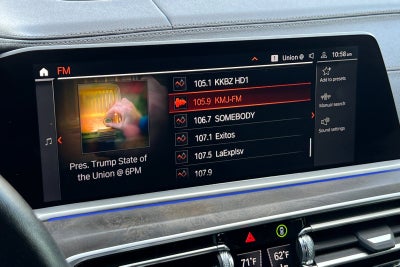 FM
Union @
10:58 am
105.1 KKBZ HD1
105.9 KMJ-FM
106.7 SOMEBODY
107.1 Exitos
107.5 LaExplsv
107.9
Pres. Trump State of
the Union @ 6PM
Add to presets
Manual search
Sound settings
71°F
62°F